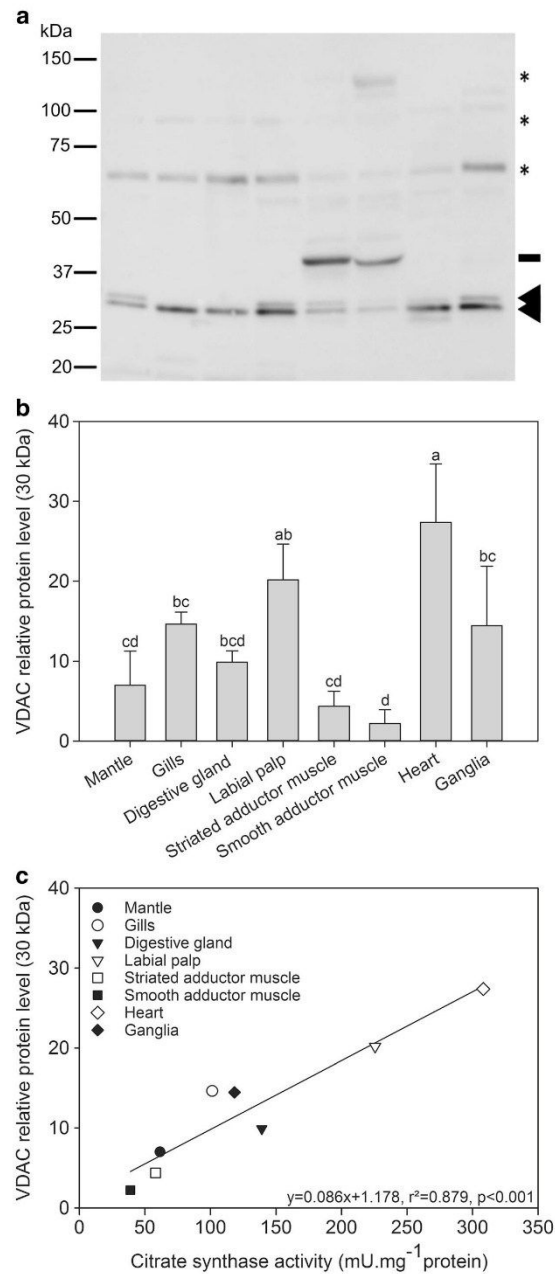 a
kDa
150
100
75
50
37
25
20
*
*
*
b
VDAC relative protein level (30 kDa)
40
30
20
10
0
cd
bc
bcd
ab
cd
d
a
bc
Mantle
Gills
Digestive gland
Labial palp
Striated adductor muscle
Smooth adductor muscle
Heart
Ganglia
c
VDAC relative protein level (30 kDa)
40
30
20
10
0
Mantle
Gills
Digestive gland
Labial palp
Striated adductor muscle
Smooth adductor muscle
Heart
Ganglia
y=0.086x+1.178, r²=0.879, p<0.001
0 50 100 150 200 250 300 350
Citrate synthase activity (mU.mg⁻¹protein)